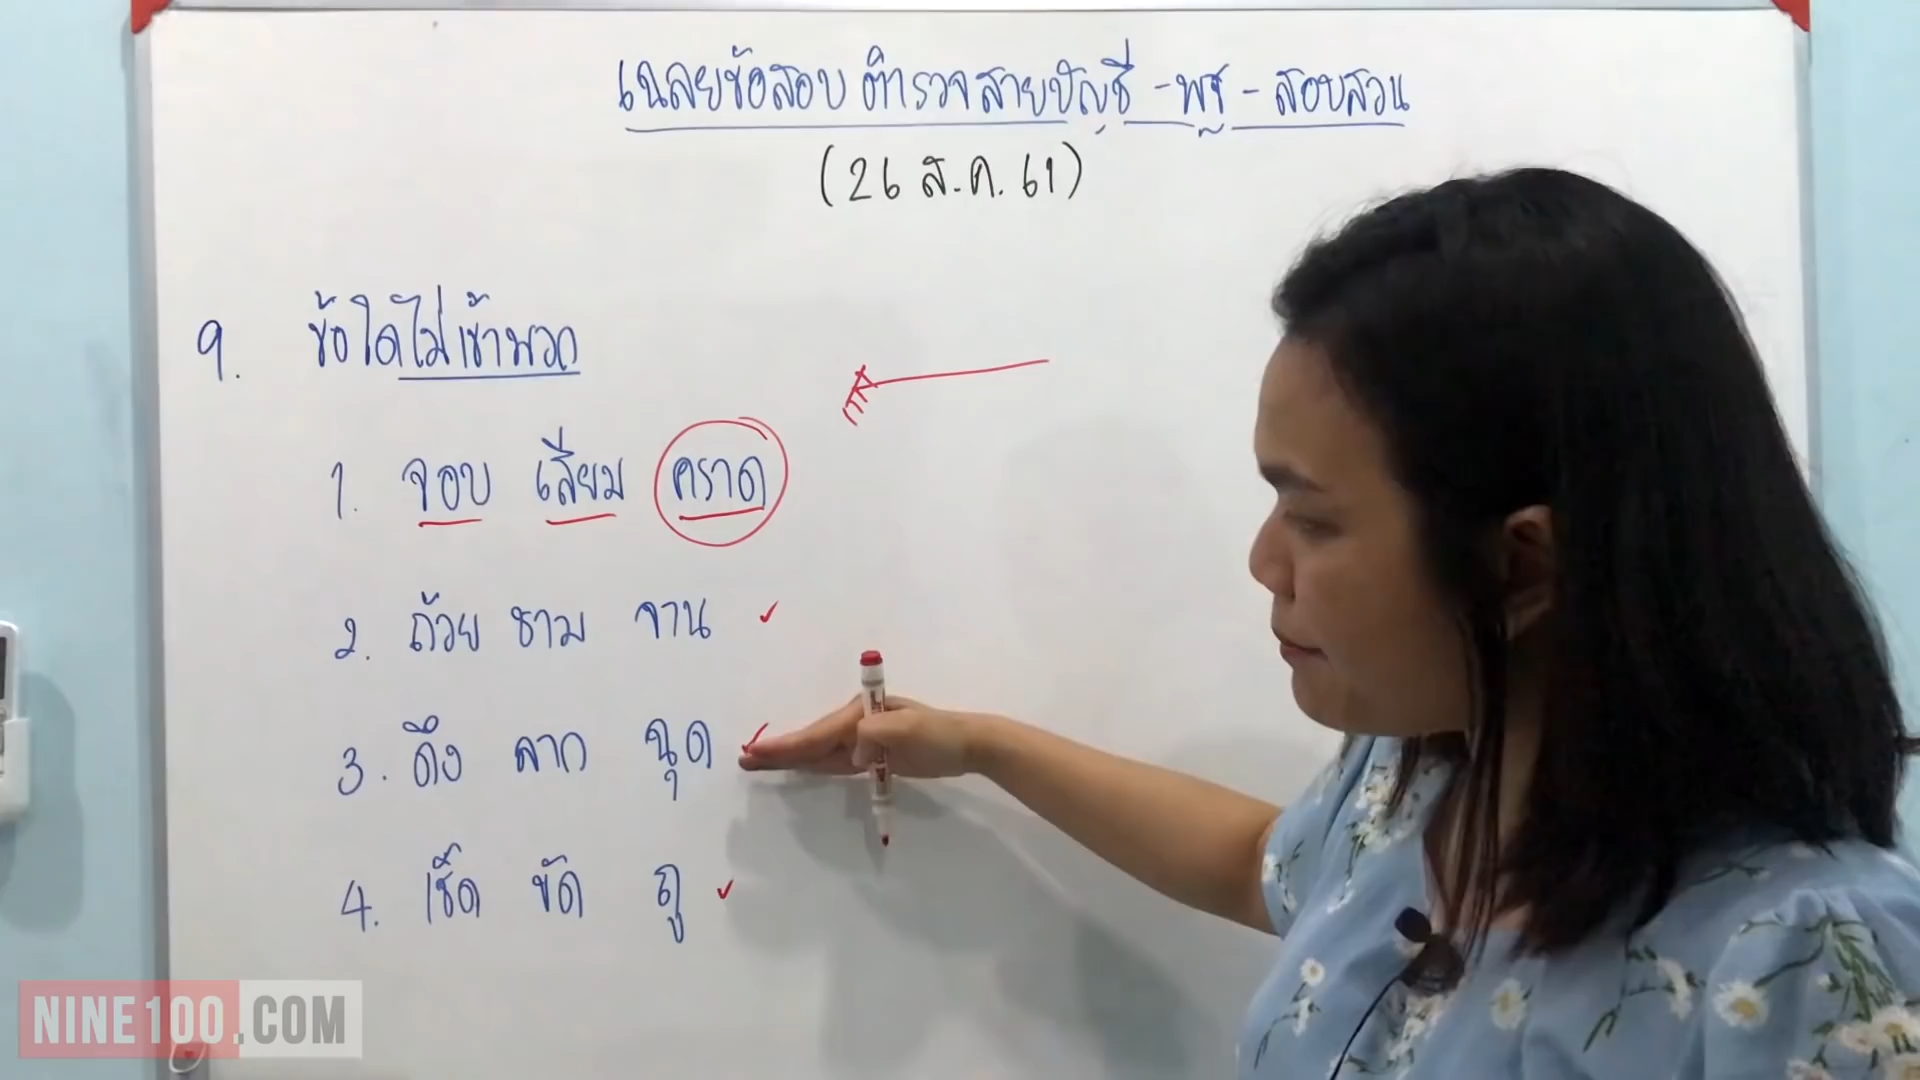 เฉลยข้อสอบ ตำรวจสายบัญชี - พฐ - สอบสวน
(26 ส.ค. 61)
9. ข้อใดไม่เข้าพวก
1. จอบ เสียม คราด
2. ถ้วย ชาม จาน
3. ดึง ลาก ฉุด
4. เช็ด ขัด ถู
NINE100.COM